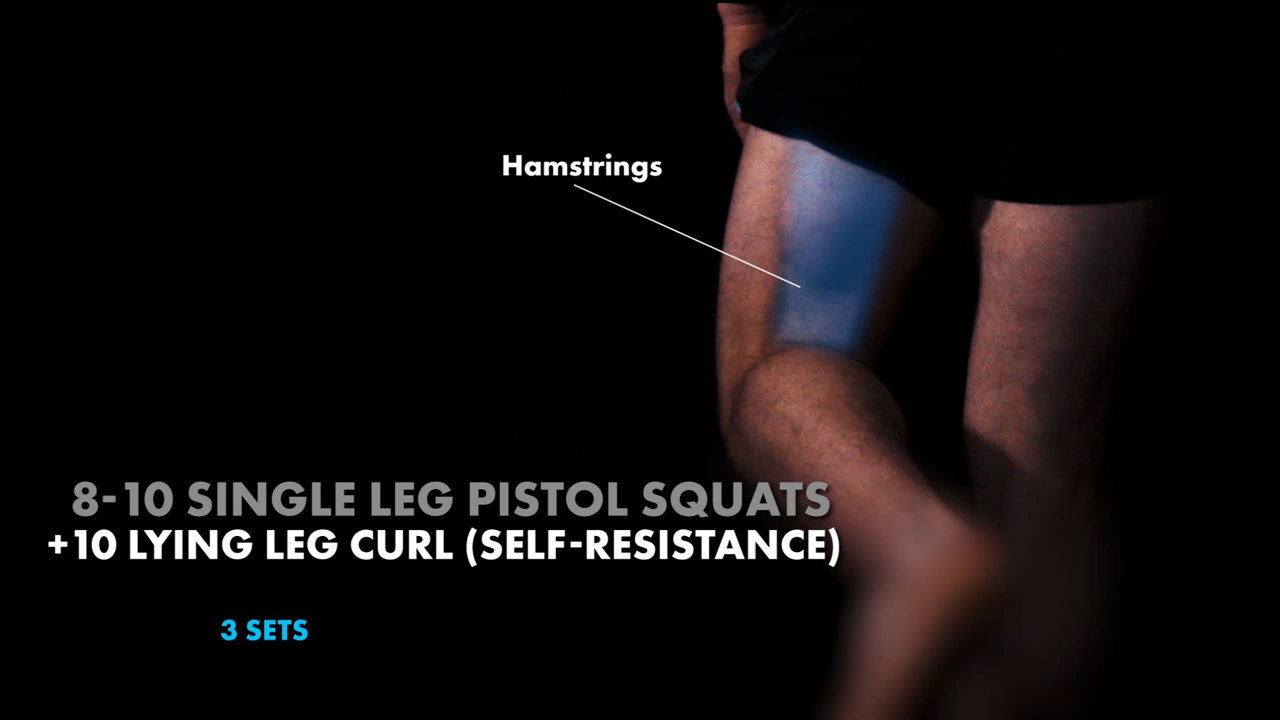 Hamstrings
8-10 SINGLE LEG PISTOL SQUATS
+10 LYING LEG CURL (SELF-RESISTANCE)
3 SETS